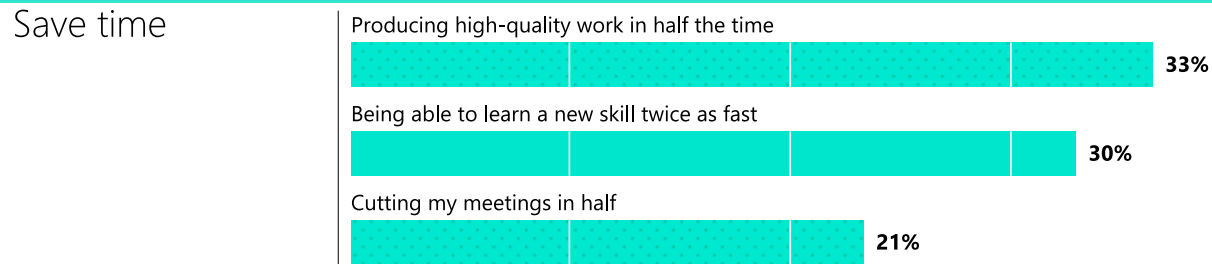 Save time
Producing high-quality work in half the time
33%
Being able to learn a new skill twice as fast
30%
Cutting my meetings in half
21%